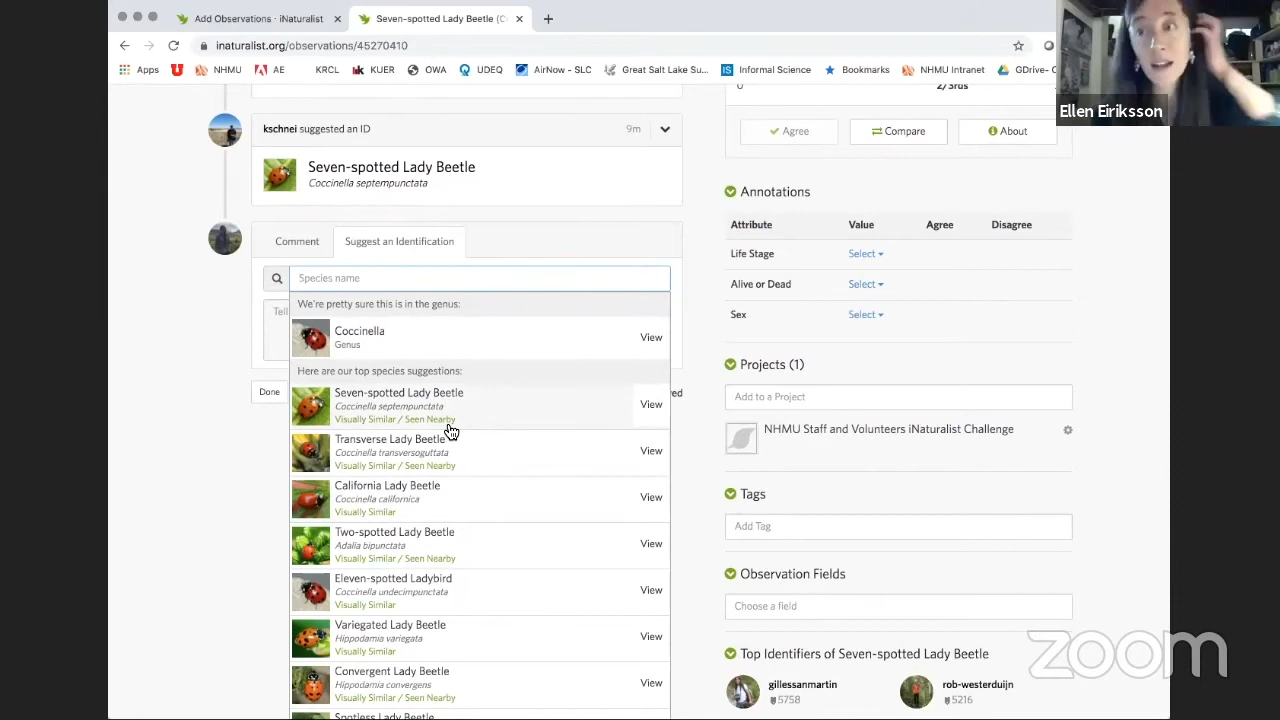 Add Observations · iNaturalist
Seven-spotted Lady Beetle (C
inaturalist.org/observations/45270410
Apps
NHMU
AE
KRCL
KUER
OWA
UDEQ
AirNow - SLC
Great Salt Lake Su...
Informal Science
Bookmarks
NHMU Intranet
GDrive-
Ellen Eiriksson
0
2/3rds
Agree
Compare
About
kschnei suggested an ID
9m
Seven-spotted Lady Beetle
Coccinella septempunctata
Comment
Suggest an Identification
Species name
Tell
We're pretty sure this is in the genus:
Coccinella
Genus
View
Here are our top species suggestions:
Seven-spotted Lady Beetle
Coccinella septempunctata
Visually Similar / Seen Nearby
View
Transverse Lady Beetle
Coccinella transversoguttata
Visually Similar / Seen Nearby
View
California Lady Beetle
Coccinella californica
Visually Similar
View
Two-spotted Lady Beetle
Adalia bipunctata
Visually Similar / Seen Nearby
View
Eleven-spotted Ladybird
Coccinella undecimpunctata
Visually Similar
View
Variegated Lady Beetle
Hippodamia variegata
Visually Similar
View
Convergent Lady Beetle
Hippodamia convergens
Visually Similar / Seen Nearby
View
Spotless Lady Beetle
Done
red
Annotations
Attribute Value Agree Disagree
Life Stage Select
Alive or Dead Select
Sex Select
Projects (1)
Add to a Project
NHMU Staff and Volunteers iNaturalist Challenge
Tags
Add Tag
Observation Fields
Choose a field
Top Identifiers of Seven-spotted Lady Beetle
gillessanmartin
5758
rob-westerduijn
5216
zoom